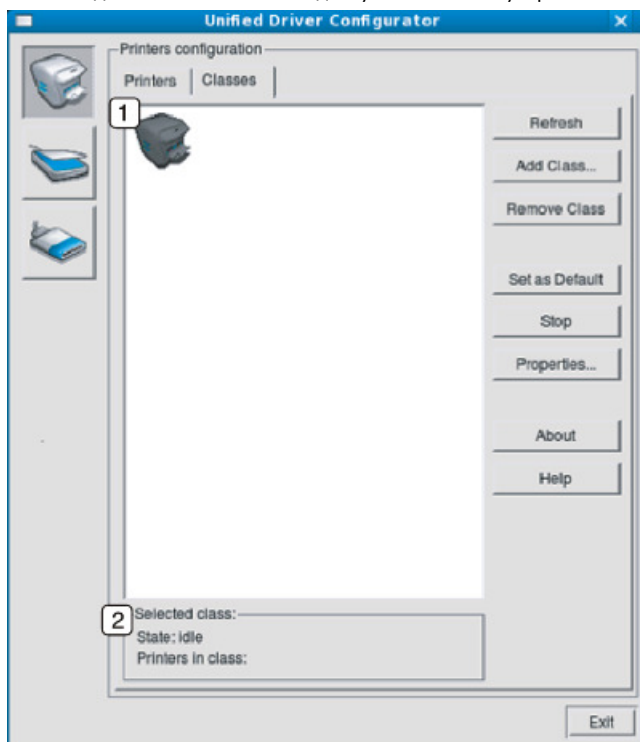 Unified Driver Configurator
Printers configuration
Printers
Classes
1
Refresh
Add Class...
Remove Class
Set as Default
Stop
Properties...
About
Help
2
Selected class:
State: idle
Printers in class:
Exit